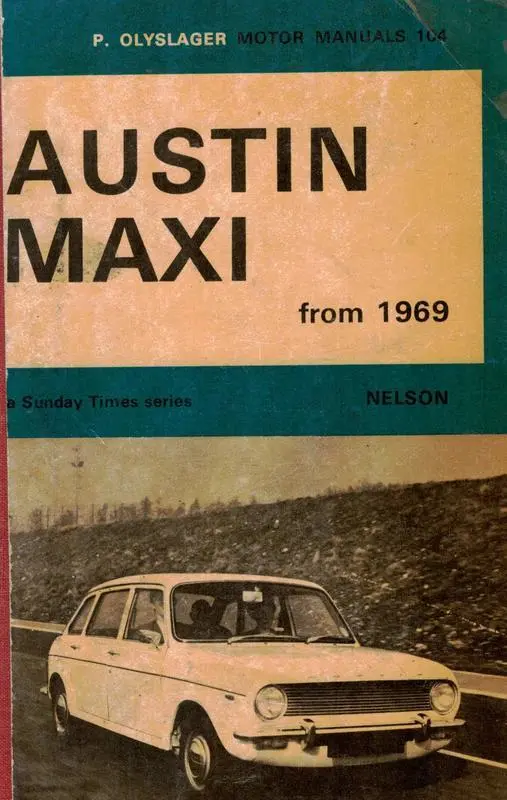 P. OLYSLAGER MOTOR MANUALS 104
AUSTIN
MAXI
from 1969
a Sunday Times series
NELSON